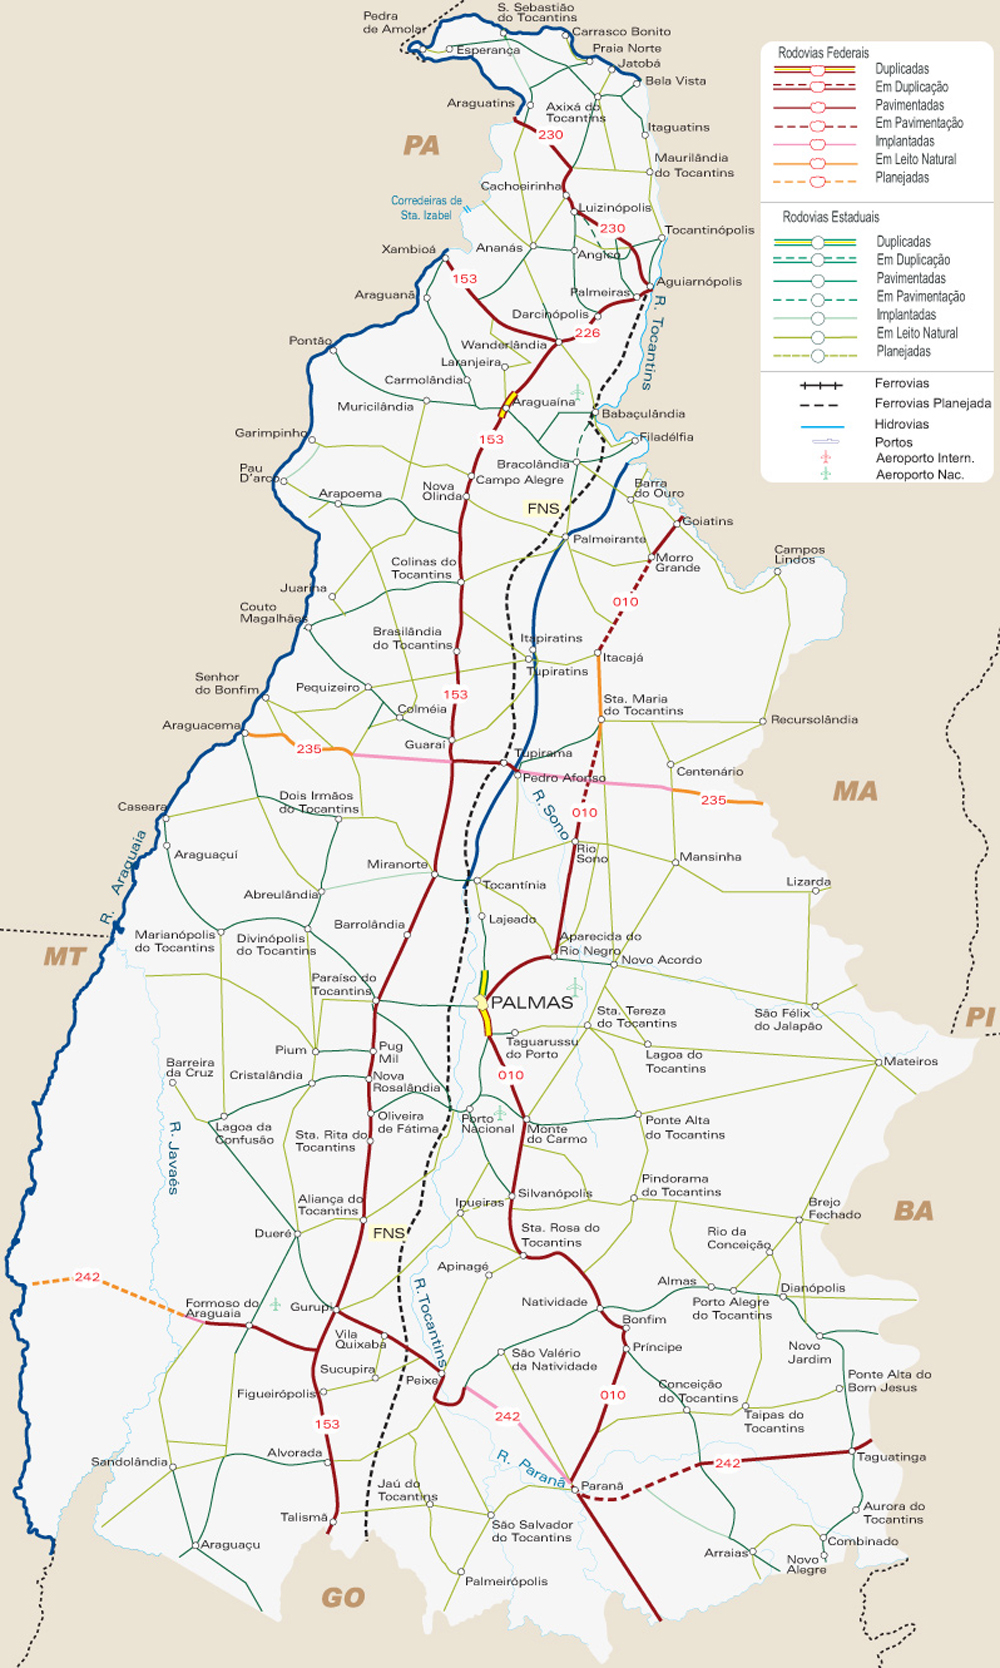 Pedra
de Amolar
S. Sebastião
do Tocantins
Carrasco Bonito
Esperança
Praia Norte
Jatobá
Bela Vista
Araguatins
Axixá do
Tocantins
230
Itaguatins
PA
Maurilândia
do Tocantins
Cachoeirinha
Corredeiras de
Sta. Izabel
Luizinópolis
230
Tocantinópolis
Xambioá
Ananás
Angico
153
Araguanã
Palmeiras
Aguiarnópolis
Darcinópolis
R. Tocantins
226
Pontão
Wanderlândia
Laranjeira
Carmolândia
Muricilândia
Araguaína
Babaçulândia
Garimpinho
153
Filadélfia
Pau
D'arco
Bracolândia
Campo Alegre
Arapoema
Nova
Olinda
Barra
do Ouro
FNS
Goiatins
Palmeirante
Morro
Grande
Campos
Lindos
Colinas do
Tocantins
Juarina
010
Couto
Magalhães
Brasilândia
do Tocantins
Itapiratins
Itacajá
Tupiratins
Senhor
do Bonfim
Pequizeiro
153
Sta. Maria
do Tocantins
Colméia
Recursolândia
Araguacema
235
Guaraí
Tupirama
Centenário
Pedro Afonso
MA
Dois Irmãos
do Tocantins
R. Sono
010
235
Caseara
R. Araguaia
Araguaçuí
Rio
Sono
Mansinha
Miranorte
Abreulândia
Tocantínia
Lizarda
Lajeado
Barrolândia
Marianópolis
do Tocantins
Divinópolis
do Tocantins
Aparecida do
Rio Negro
MT
Novo Acordo
Paraíso do
Tocantins
PALMAS
Sta. Tereza
do Tocantins
São Félix
do Jalapão
PI
Taguarussu
do Porto
Pium
Pug
Mil
Lagoa do
Tocantins
Mateiros
Barreira
da Cruz
Cristalândia
Nova
Rosalândia
010
Lagoa da
Confusão
Oliveira
de Fátima
Porto
Nacional
Monte
do Carmo
Ponte Alta
do Tocantins
Sta. Rita do
Tocantins
R. Javaés
Pindorama
do Tocantins
Aliança do
Tocantins
Ipueiras
Silvanópolis
Brejo
Fechado
BA
Dueré
FNS
Sta. Rosa do
Tocantins
Rio da
Conceição
Apinagé
242
Almas
Dianópolis
R. Tocantins
Formoso do
Araguaia
Gurupi
Natividade
Porto Alegre
do Tocantins
Bonfim
Vila
Quixaba
Príncipe
Novo
Jardim
Sucupira
Peixe
São Valério
da Natividade
Ponte Alta do
Bom Jesus
Figueirópolis
Conceição
do Tocantins
010
153
242
Taipas do
Tocantins
Alvorada
Sandolândia
R. Paranã
242
Taguatinga
Jaú do
Tocantins
Paranã
Talismã
Aurora do
Tocantins
São Salvador
do Tocantins
Araguaçu
Arraias
Combinado
Novo
Alegre
Palmeirópolis
GO
Rodovias Federais
Duplicadas
Em Duplicação
Pavimentadas
Em Pavimentação
Implantadas
Em Leito Natural
Planejadas
Rodovias Estaduais
Duplicadas
Em Duplicação
Pavimentadas
Em Pavimentação
Implantadas
Em Leito Natural
Planejadas
Ferrovias
Ferrovias Planejada
Hidrovias
Portos
Aeroporto Intern.
Aeroporto Nac.